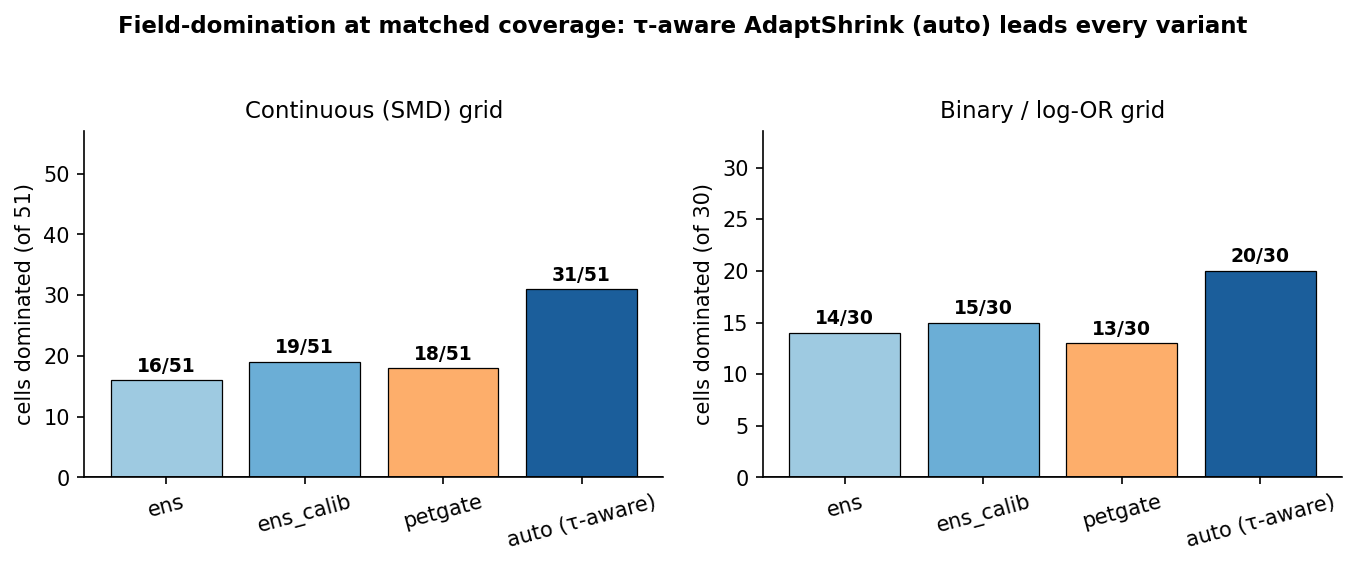 Field-domination at matched coverage: τ-aware AdaptShrink (auto) leads every variant
Continuous (SMD) grid
cells dominated (of 51)
50
40
30
20
10
0
16/51
19/51
18/51
31/51
ens
ens_calib
petgate
auto (τ-aware)
Binary / log-OR grid
cells dominated (of 30)
30
25
20
15
10
5
0
14/30
15/30
13/30
20/30
ens
ens_calib
petgate
auto (τ-aware)